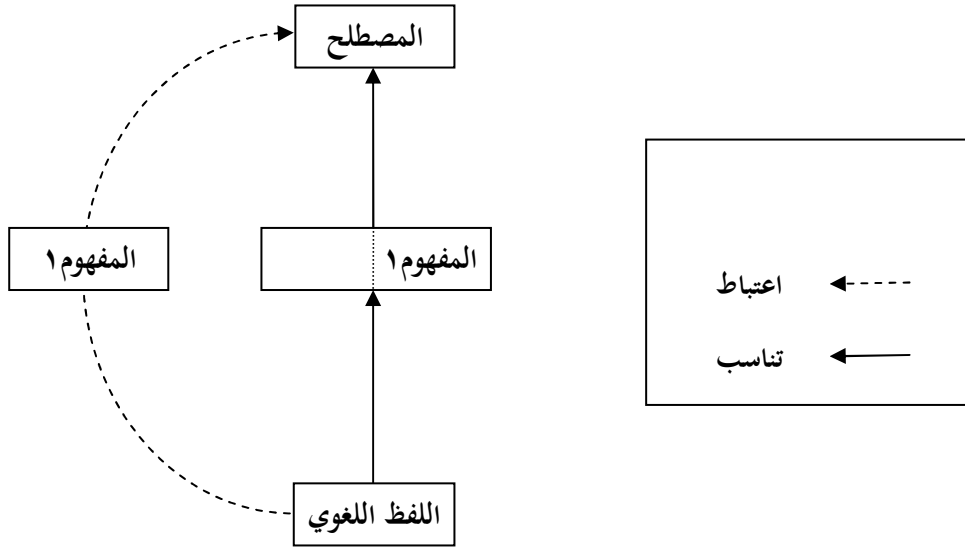 المصطلح
المفهوم١
المفهوم١
اعتباط
تناسب
اللفظ اللغوي